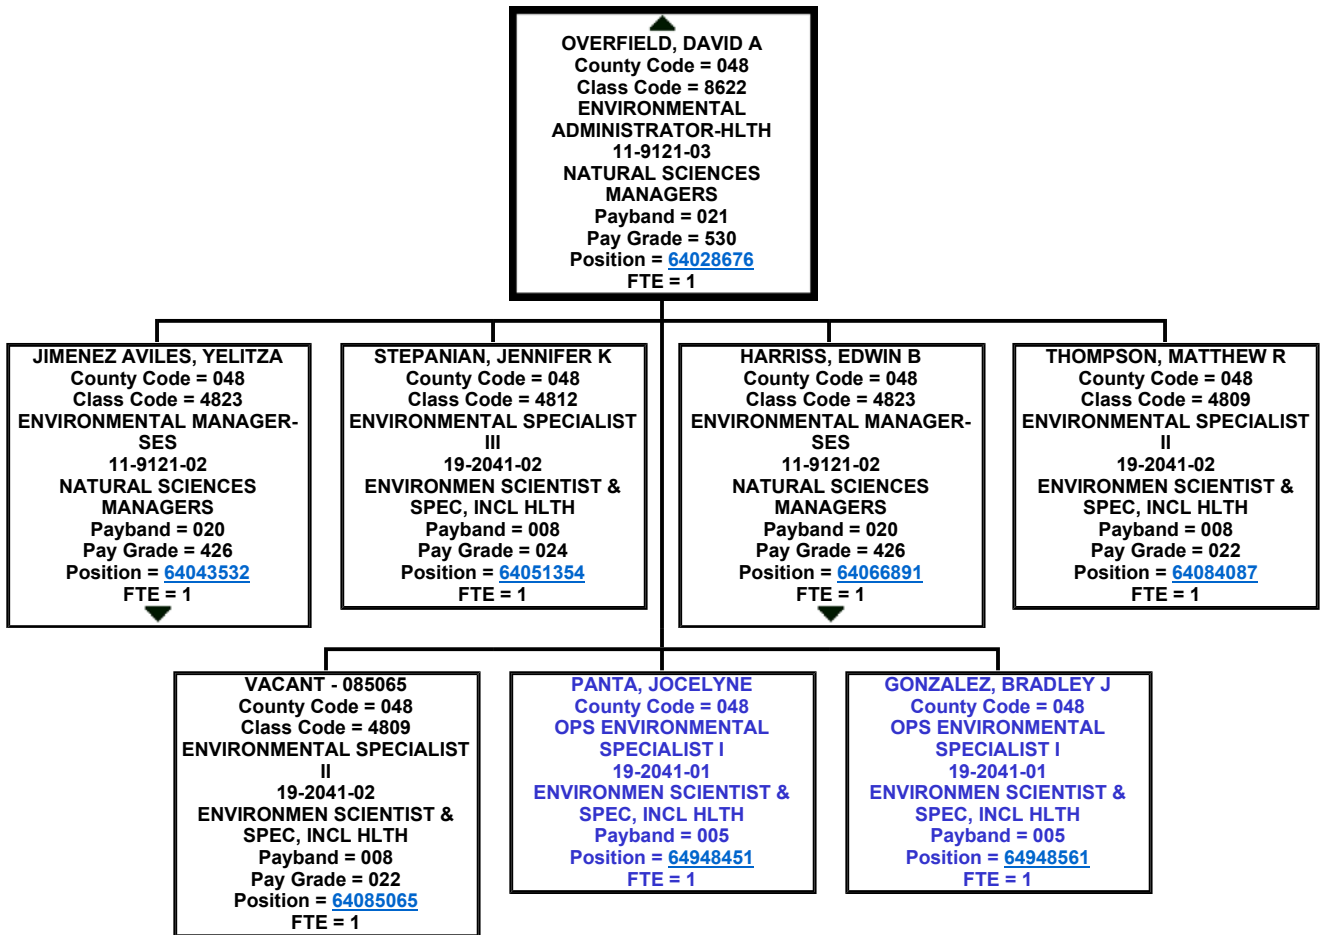 OVERFIELD, DAVID A
County Code = 048
Class Code = 8622
ENVIRONMENTAL
ADMINISTRATOR-HLTH
11-9121-03
NATURAL SCIENCES
MANAGERS
Payband = 021
Pay Grade = 530
Position = 64028676
FTE = 1
JIMENEZ AVILES, YELITZA
County Code = 048
Class Code = 4823
ENVIRONMENTAL MANAGER-
SES
11-9121-02
NATURAL SCIENCES
MANAGERS
Payband = 020
Pay Grade = 426
Position = 64043532
FTE = 1
STEPANIAN, JENNIFER K
County Code = 048
Class Code = 4812
ENVIRONMENTAL SPECIALIST
III
19-2041-02
ENVIRONMEN SCIENTIST &
SPEC, INCL HLTH
Payband = 008
Pay Grade = 024
Position = 64051354
FTE = 1
HARRISS, EDWIN B
County Code = 048
Class Code = 4823
ENVIRONMENTAL MANAGER-
SES
11-9121-02
NATURAL SCIENCES
MANAGERS
Payband = 020
Pay Grade = 426
Position = 64066891
FTE = 1
THOMPSON, MATTHEW R
County Code = 048
Class Code = 4809
ENVIRONMENTAL SPECIALIST
II
19-2041-02
ENVIRONMEN SCIENTIST &
SPEC, INCL HLTH
Payband = 008
Pay Grade = 022
Position = 64084087
FTE = 1
VACANT - 085065
County Code = 048
Class Code = 4809
ENVIRONMENTAL SPECIALIST
II
19-2041-02
ENVIRONMEN SCIENTIST &
SPEC, INCL HLTH
Payband = 008
Pay Grade = 022
Position = 64085065
FTE = 1
PANTA, JOCELYNE
County Code = 048
OPS ENVIRONMENTAL
SPECIALIST I
19-2041-01
ENVIRONMEN SCIENTIST &
SPEC, INCL HLTH
Payband = 005
Position = 64948451
FTE = 1
GONZALEZ, BRADLEY J
County Code = 048
OPS ENVIRONMENTAL
SPECIALIST I
19-2041-01
ENVIRONMEN SCIENTIST &
SPEC, INCL HLTH
Payband = 005
Position = 64948561
FTE = 1